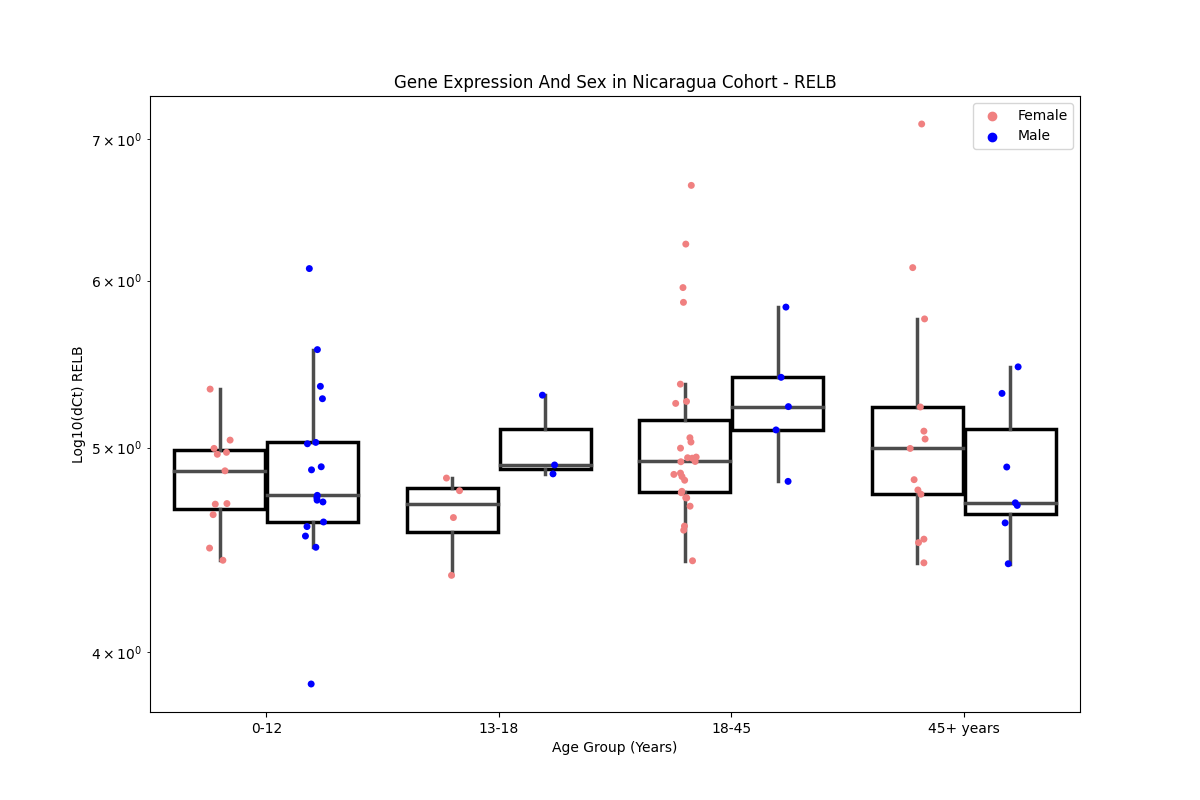 Gene Expression And Sex in Nicaragua Cohort - RELB
Female
Male
7 × 10⁰
6 × 10⁰
5 × 10⁰
4 × 10⁰
Log10(dCt) RELB
0-12
13-18
18-45
45+ years
Age Group (Years)